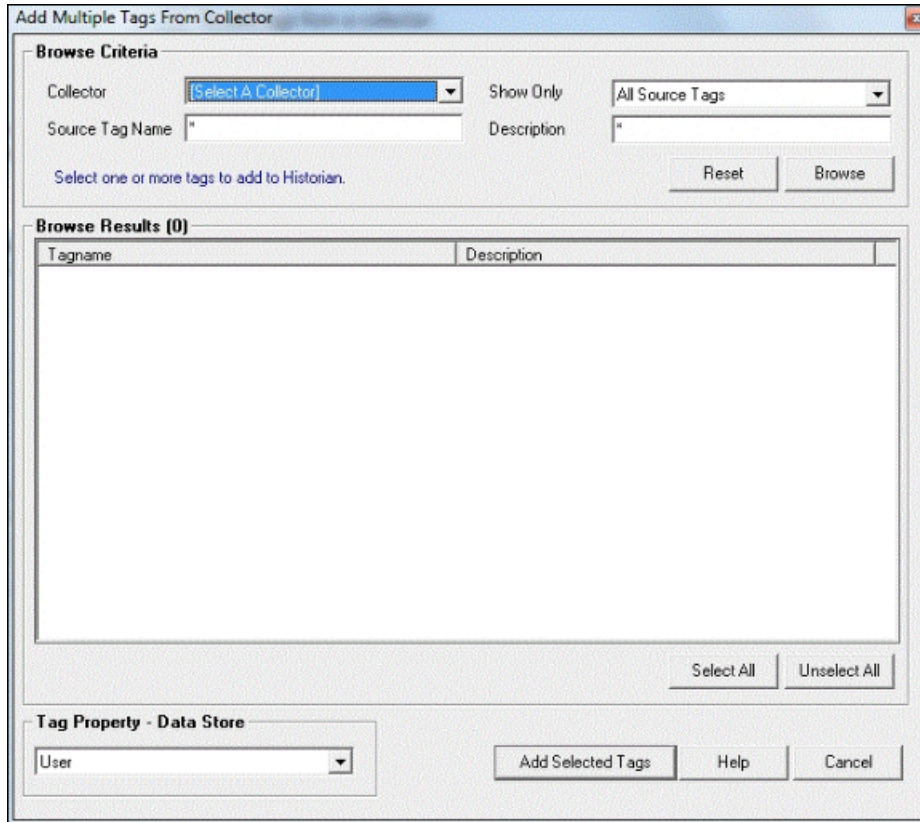 Add Multiple Tags From Collector
Browse Criteria
Collector [Select A Collector] Show Only All Source Tags
Source Tag Name * Description *
Select one or more tags to add to Historian. Reset Browse
Browse Results (0)
Tagname Description
Select All Unselect All
Tag Property - Data Store
User Add Selected Tags Help Cancel